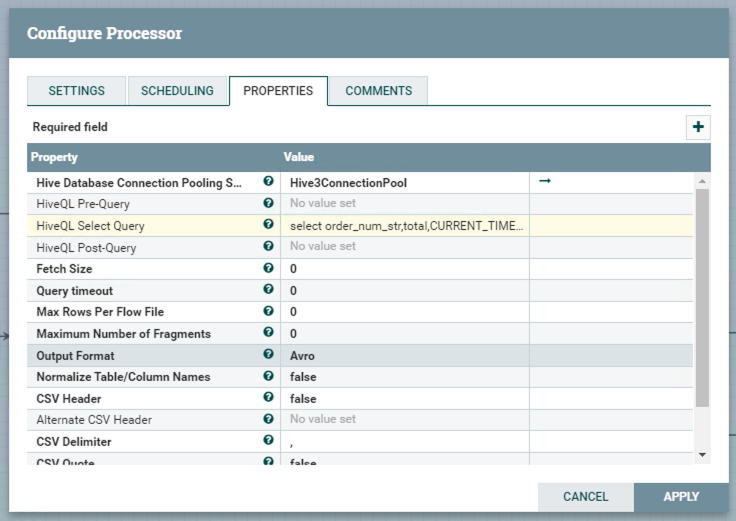 Configure Processor
SETTINGS SCHEDULING PROPERTIES COMMENTS
Required field
Property Value
Hive Database Connection Pooling S... Hive3ConnectionPool
HiveQL Pre-Query No value set
HiveQL Select Query select order_num_str,total,CURRENT_TIME...
HiveQL Post-Query No value set
Fetch Size 0
Query timeout 0
Max Rows Per Flow File 0
Maximum Number of Fragments 0
Output Format Avro
Normalize Table/Column Names false
CSV Header false
Alternate CSV Header No value set
CSV Delimiter ,
CSV Quote false
CANCEL APPLY